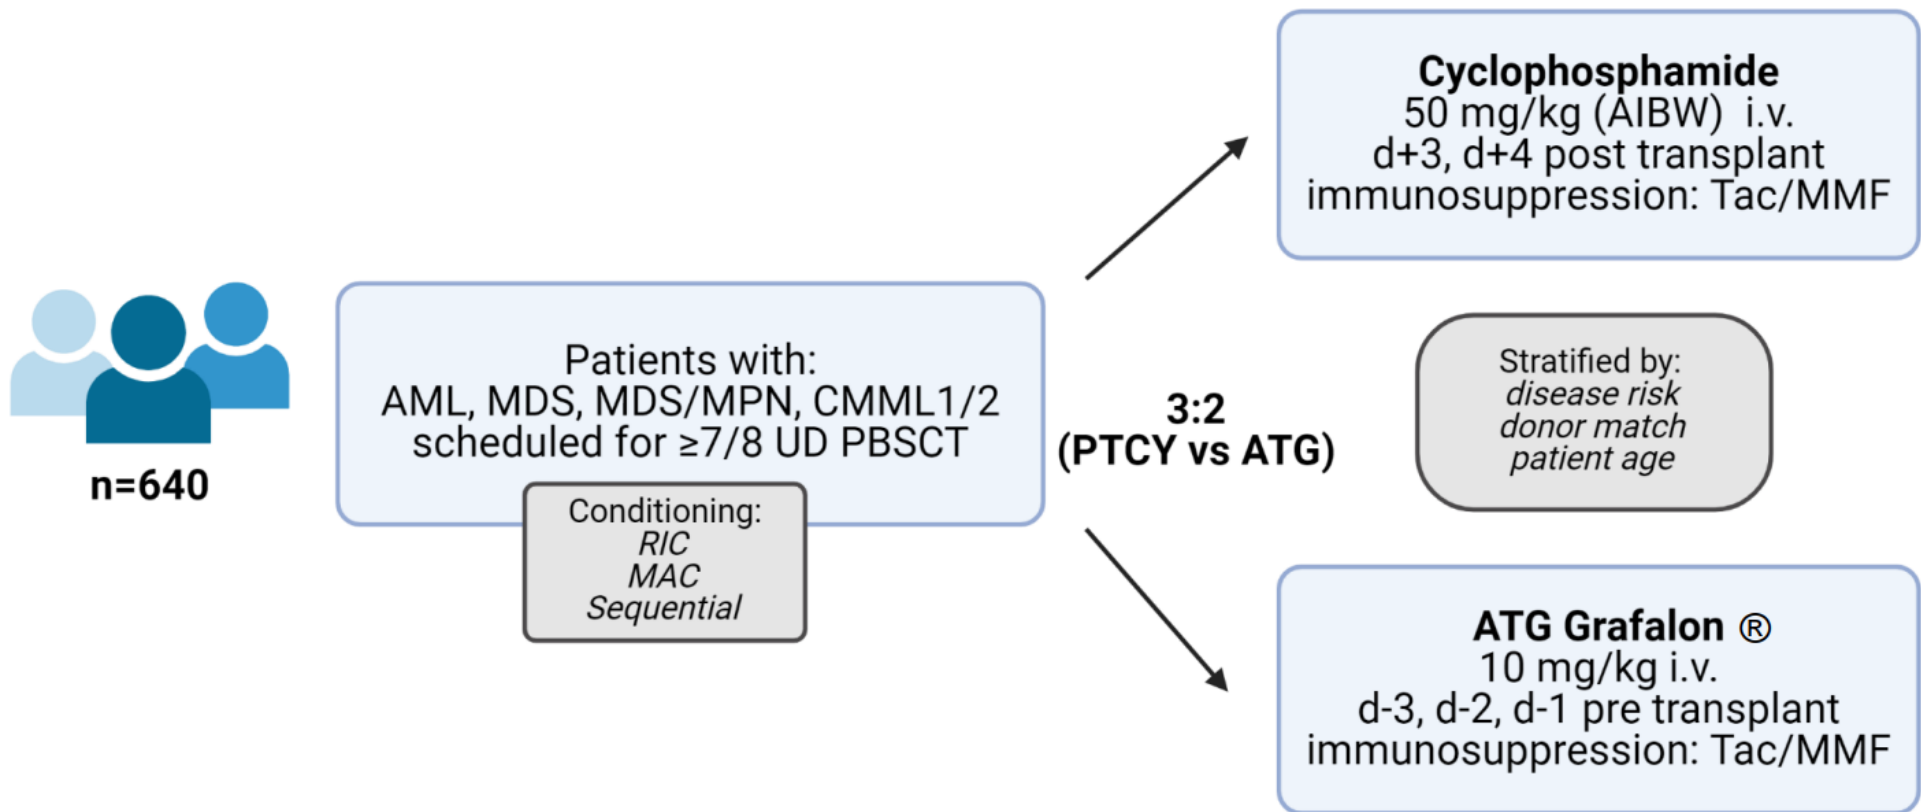 n=640
Patients with:
AML, MDS, MDS/MPN, CMML1/2
scheduled for ≥7/8 UD PBSCT
Conditioning:
RIC
MAC
Sequential
3:2
(PTCY vs ATG)
Cyclophosphamide
50 mg/kg (AIBW) i.v.
d+3, d+4 post transplant
immunosuppression: Tac/MMF
Stratified by:
disease risk
donor match
patient age
ATG Grafalon ®
10 mg/kg i.v.
d-3, d-2, d-1 pre transplant
immunosuppression: Tac/MMF